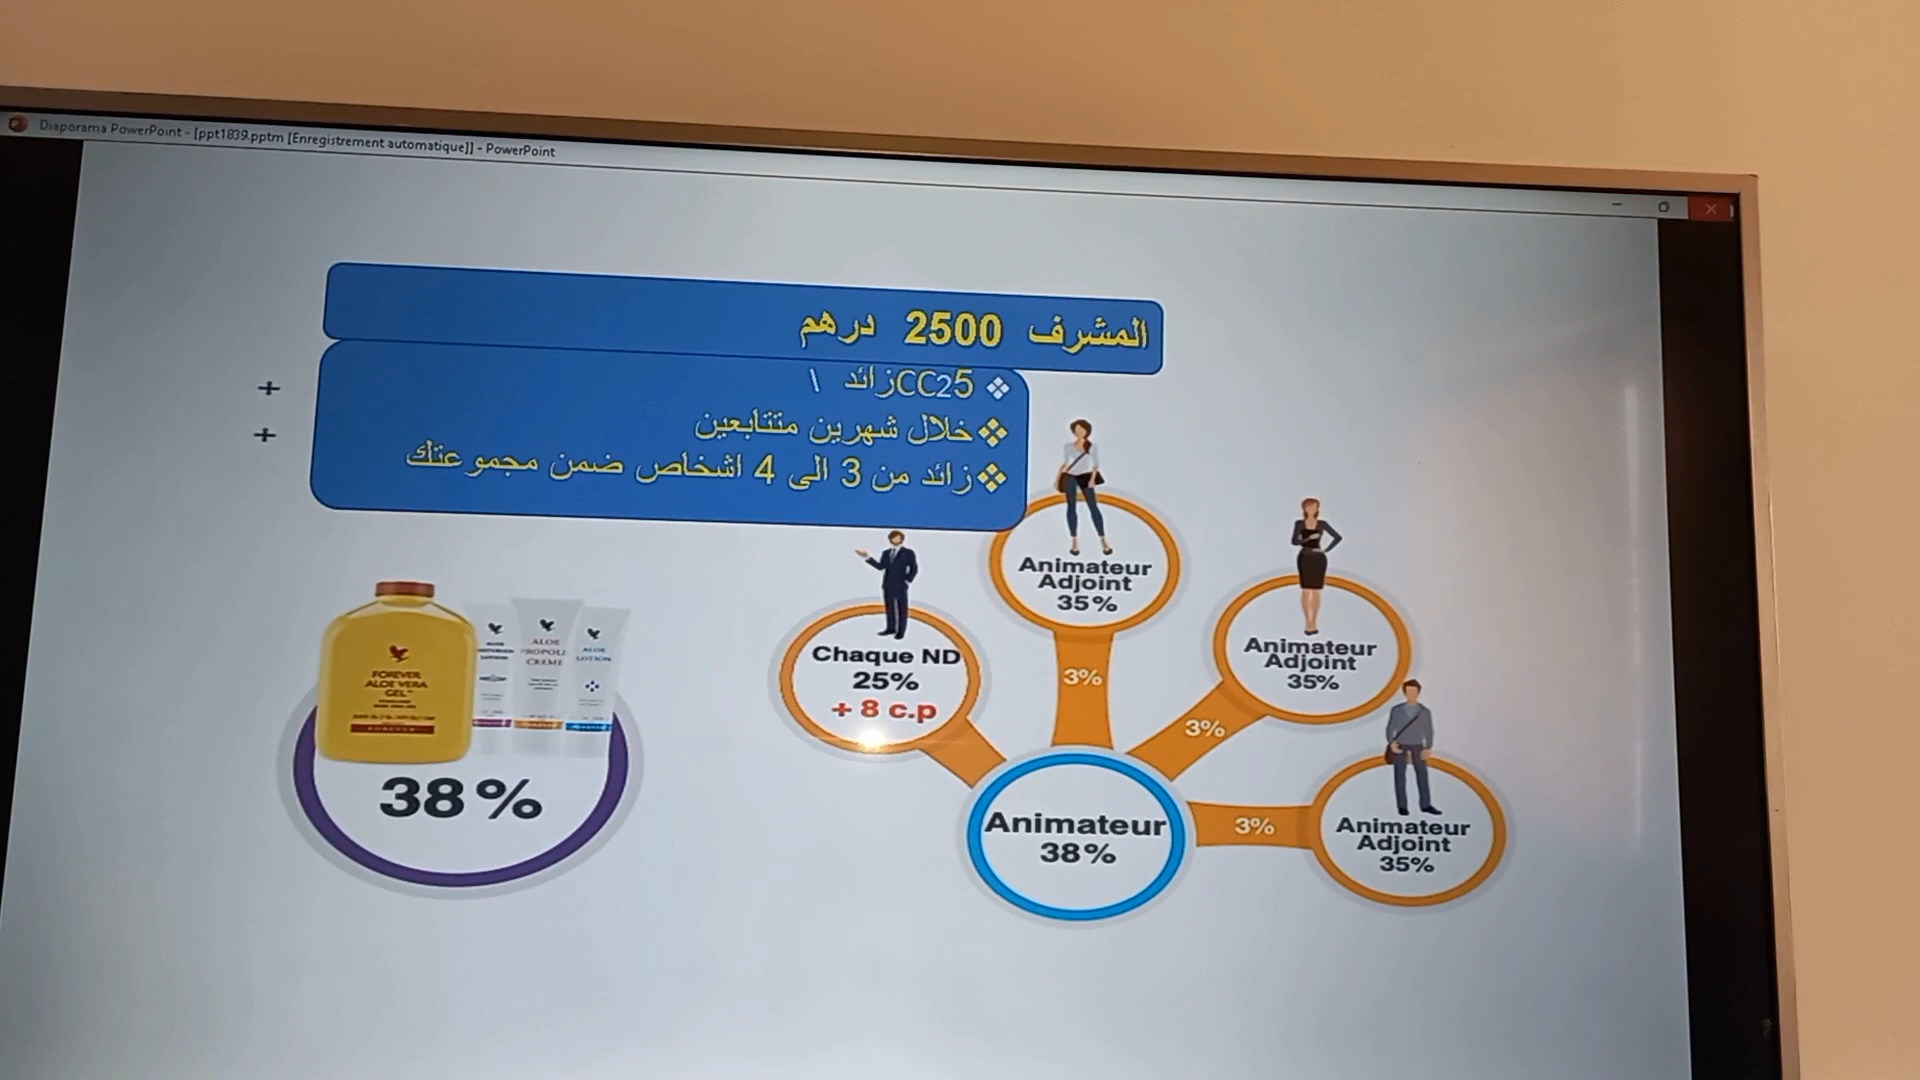 Diaporama PowerPoint - [ppt1839.pptm [Enregistrement automatique]] - PowerPoint
المشرف 2500 درهم
❖ CC25زائد \
❖ خلال شهرين متتابعين
❖ زائد من 3 الى 4 اشخاص ضمن مجموعتك
+
+
FOREVER
ALOE VERA
GEL™
FOREVER
ALOE
PROPOLIS
CREME
ALOE
LOTION
38%
Chaque ND
25%
+ 8 c.p
Animateur
Adjoint
35%
Animateur
Adjoint
35%
Animateur
Adjoint
35%
3%
3%
3%
Animateur
38%